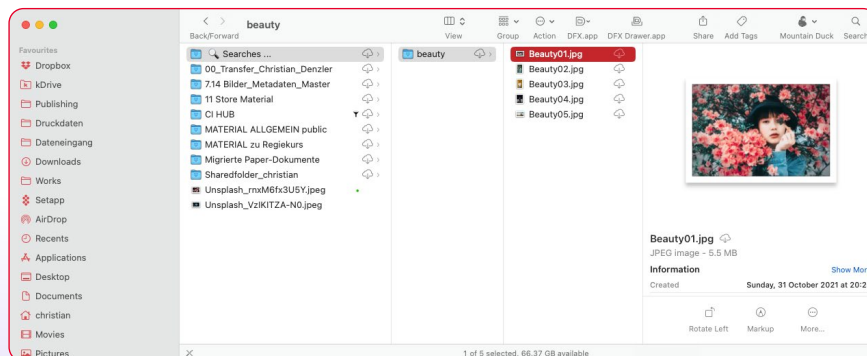 beauty
Back/Forward
View
Group
Action
DFX.app
DFX Drawer.app
Share
Add Tags
Mountain Duck
Search
Favourites
Dropbox
kDrive
Publishing
Druckdaten
Dateneingang
Downloads
Works
Setapp
AirDrop
Recents
Applications
Desktop
Documents
christian
Movies
Pictures
Searches ...
00_Transfer_Christian_Denzler
7.14 Bilder_Metadaten_Master
11 Store Material
CI HUB
MATERIAL ALLGEMEIN public
MATERIAL zu Regiekurs
Migrierte Paper-Dokumente
Sharedfolder_christian
Unsplash_rnxM6fx3U5Y.jpeg
Unsplash_VzIKITZA-N0.jpeg
beauty
Beauty01.jpg
Beauty02.jpg
Beauty03.jpg
Beauty04.jpg
Beauty05.jpg
Beauty01.jpg
JPEG image - 5.5 MB
Information Show Mor
Created Sunday, 31 October 2021 at 20:2
Rotate Left
Markup
More...
1 of 5 selected, 66.37 GB available